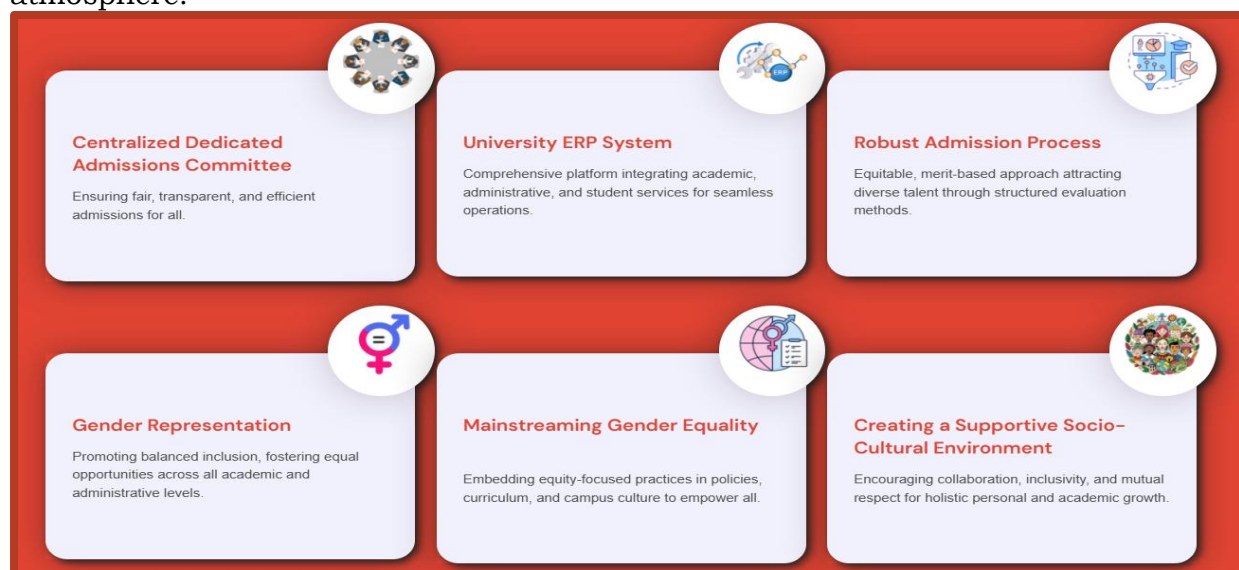 atmosphere.
Centralized Dedicated
Admissions Committee
Ensuring fair, transparent, and efficient
admissions for all.
ERP
University ERP System
Comprehensive platform integrating academic,
administrative, and student services for seamless
operations.
Robust Admission Process
Equitable, merit-based approach attracting
diverse talent through structured evaluation
methods.
Gender Representation
Promoting balanced inclusion, fostering equal
opportunities across all academic and
administrative levels.
Mainstreaming Gender Equality
Embedding equity-focused practices in policies,
curriculum, and campus culture to empower all.
Creating a Supportive Socio-
Cultural Environment
Encouraging collaboration, inclusivity, and mutual
respect for holistic personal and academic growth.